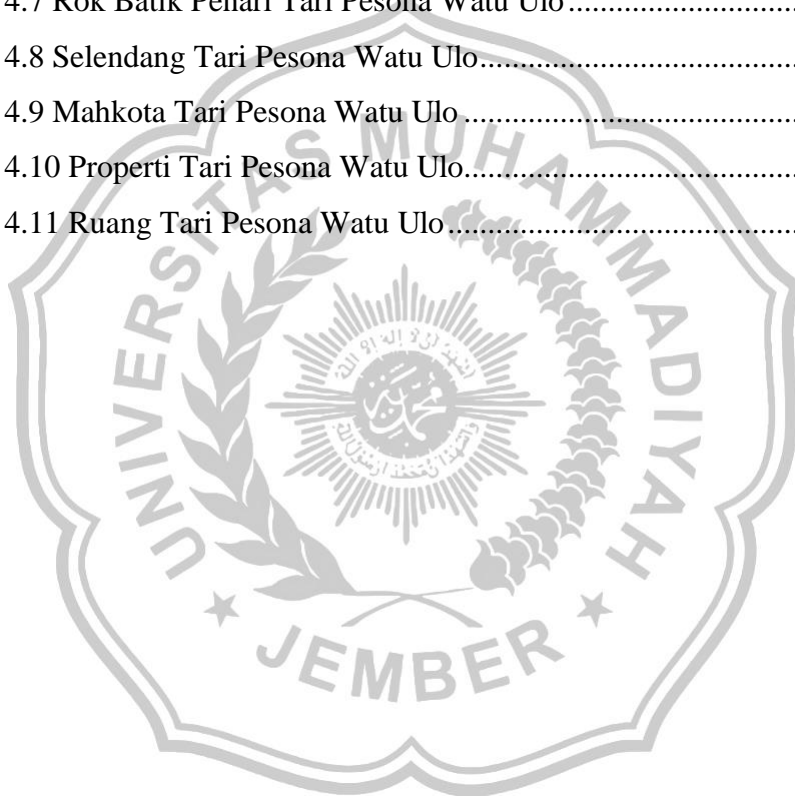 4.7 Rok Batik Penari Tari Pesona Watu Ulo
4.8 Selendang Tari Pesona Watu Ulo
4.9 Mahkota Tari Pesona Watu Ulo
4.10 Properti Tari Pesona Watu Ulo
4.11 Ruang Tari Pesona Watu Ulo
UNIVERSITAS MUHAMMADIYAH
JEMBER